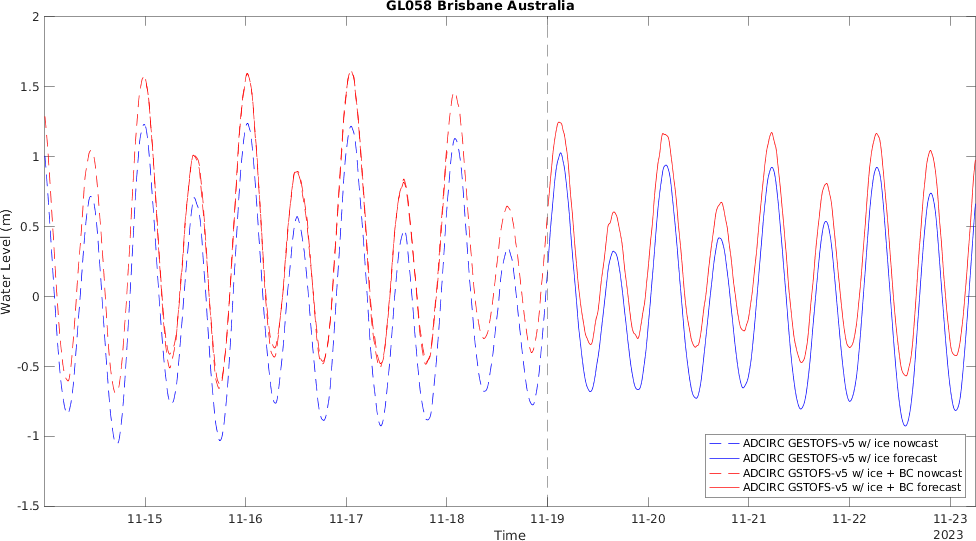 GL058 Brisbane Australia
2
1.5
1
0.5
0
-0.5
-1
-1.5
Water Level (m)
11-15 11-16 11-17 11-18 11-19 11-20 11-21 11-22 11-23
Time
2023
ADCIRC GESTOFS-v5 w/ ice nowcast
ADCIRC GESTOFS-v5 w/ ice forecast
ADCIRC GSTOFS-v5 w/ ice + BC nowcast
ADCIRC GSTOFS-v5 w/ ice + BC forecast